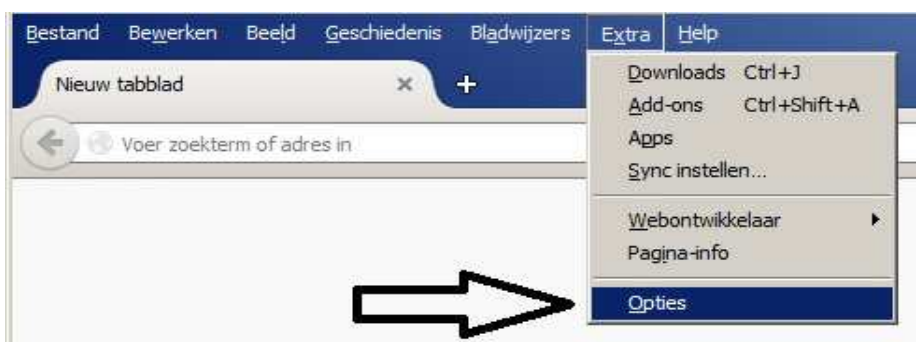 Bestand Bewerken Beeld Geschiedenis Bladwijzers Extra Help
Nieuw tabblad × +
Voer zoekterm of adres in
Downloads Ctrl+J
Add-ons Ctrl+Shift+A
Apps
Sync instellen...
Webontwikkelaar
Pagina-info
Opties